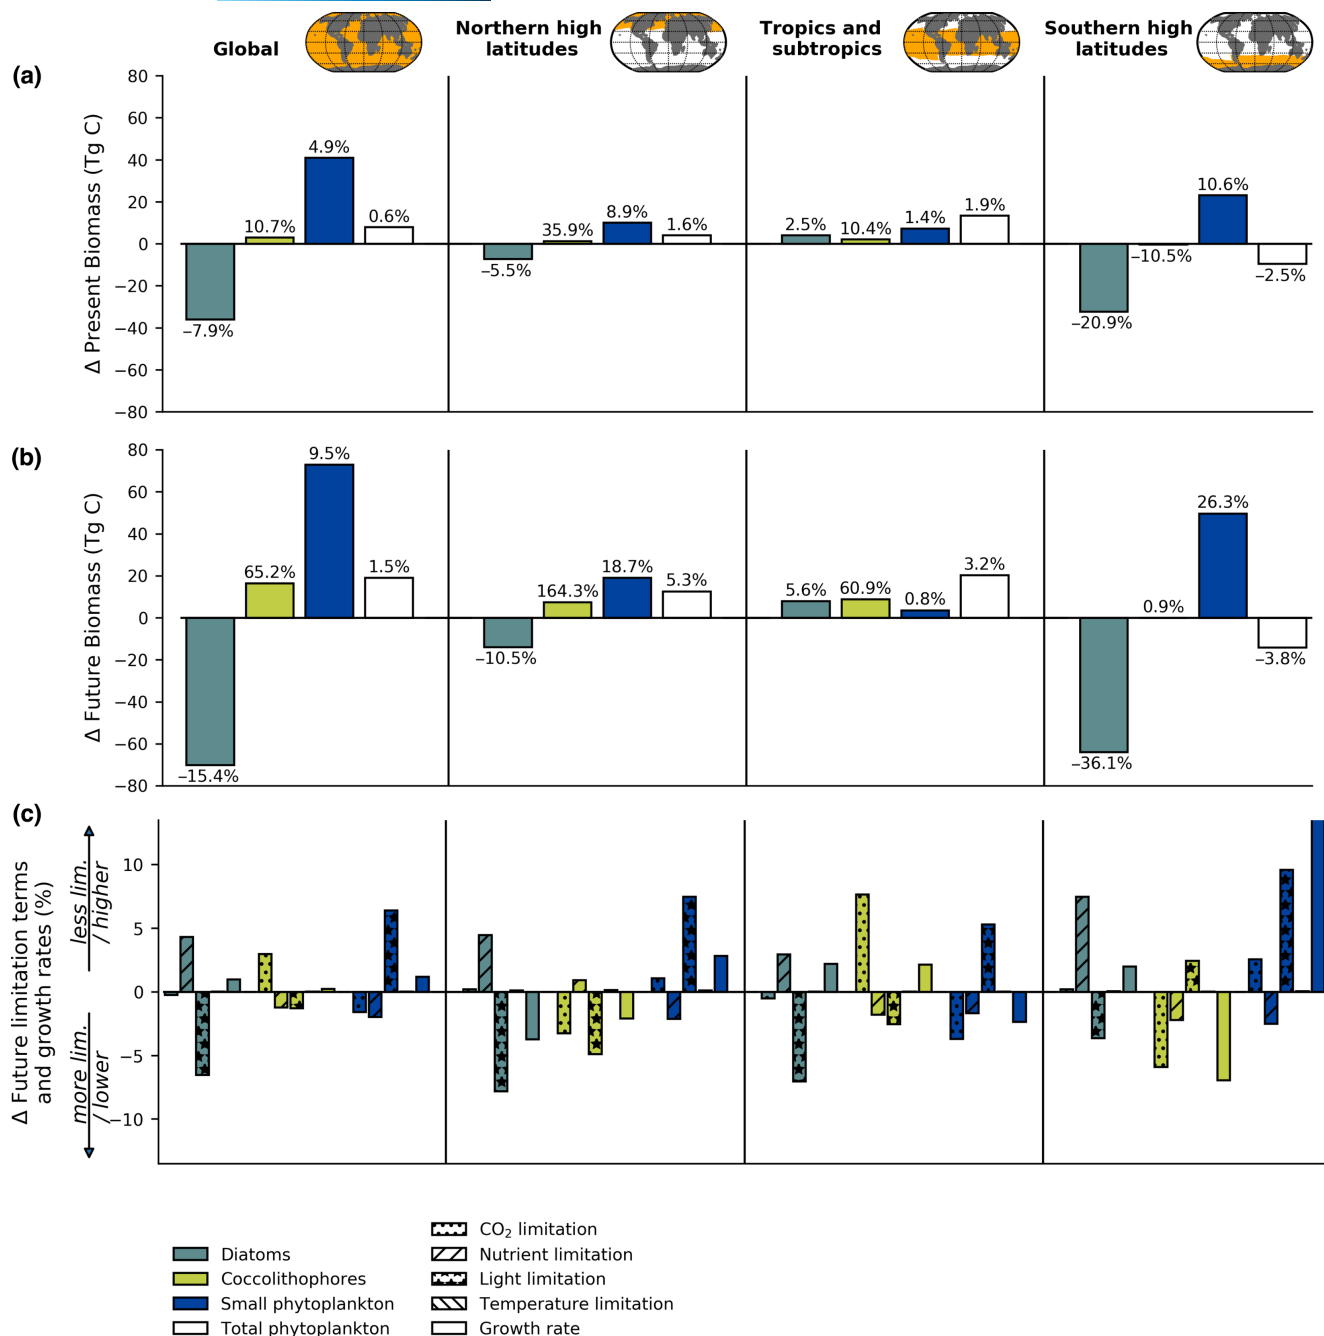 Global
Northern high
latitudes
Tropics and
subtropics
Southern high
latitudes
(a)
Δ Present Biomass (Tg C)
80
60
40
20
0
−20
−40
−60
−80
−7.9%
10.7%
4.9%
0.6%
−5.5%
35.9%
8.9%
1.6%
2.5%
10.4%
1.4%
1.9%
−20.9%
−10.5%
10.6%
−2.5%
(b)
Δ Future Biomass (Tg C)
80
60
40
20
0
−20
−40
−60
−80
−15.4%
65.2%
9.5%
1.5%
−10.5%
164.3%
18.7%
5.3%
5.6%
60.9%
0.8%
3.2%
−36.1%
0.9%
26.3%
−3.8%
(c)
Δ Future limitation terms
and growth rates (%)
less lim.
/ higher
more lim.
/ lower
10
5
0
−5
−10
Diatoms
Coccolithophores
Small phytoplankton
Total phytoplankton
CO₂ limitation
Nutrient limitation
Light limitation
Temperature limitation
Growth rate